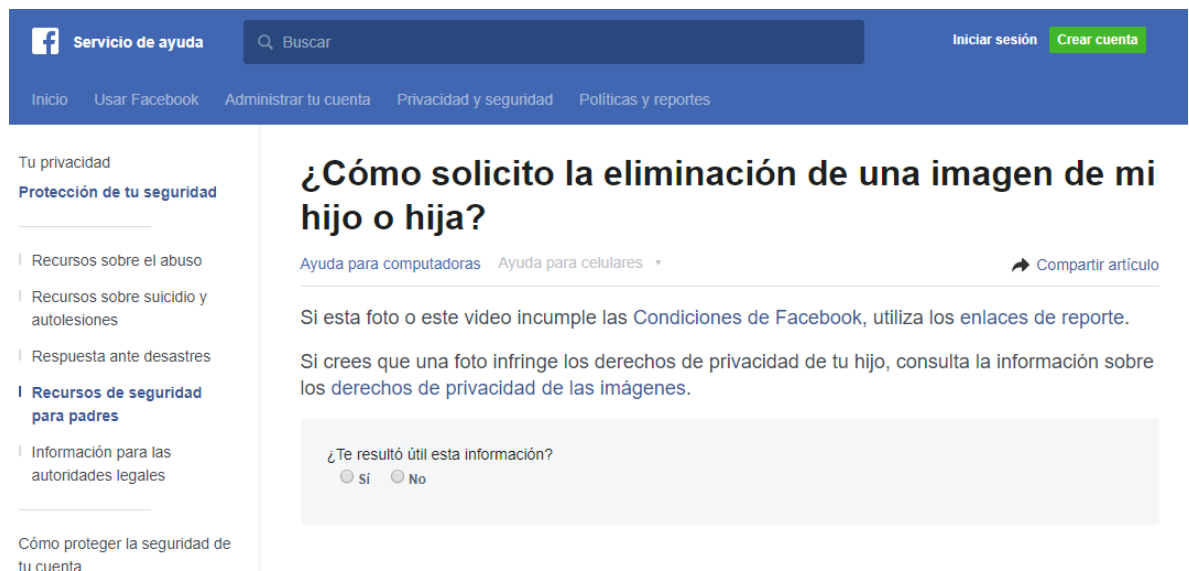 Servicio de ayuda
Buscar
Iniciar sesión
Crear cuenta
Inicio Usar Facebook Administrar tu cuenta Privacidad y seguridad Políticas y reportes
Tu privacidad
Protección de tu seguridad
Recursos sobre el abuso
Recursos sobre suicidio y
autolesiones
Respuesta ante desastres
Recursos de seguridad
para padres
Información para las
autoridades legales
Cómo proteger la seguridad de
tu cuenta
¿Cómo solicito la eliminación de una imagen de mi
hijo o hija?
Ayuda para computadoras Ayuda para celulares
Compartir artículo
Si esta foto o este video incumple las Condiciones de Facebook, utiliza los enlaces de reporte.
Si crees que una foto infringe los derechos de privacidad de tu hijo, consulta la información sobre
los derechos de privacidad de las imágenes.
¿Te resultó útil esta información?
Sí No